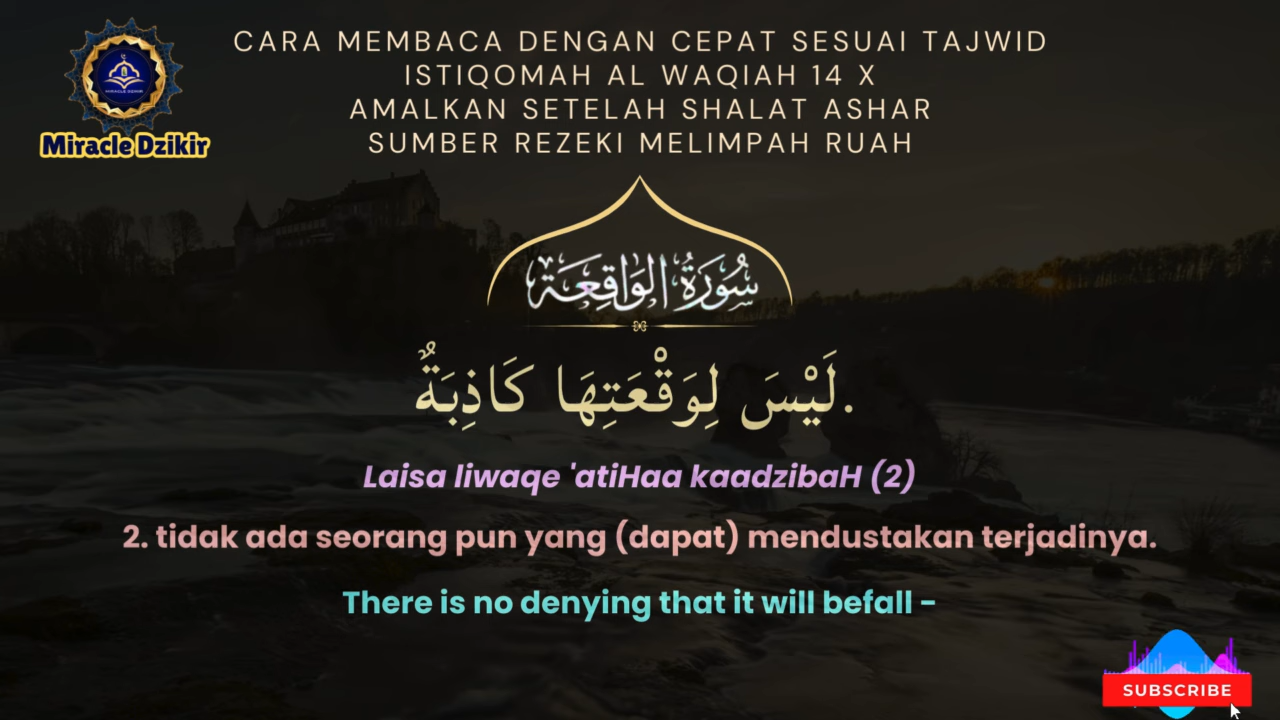 CARA MEMBACA DENGAN CEPAT SESUAI TAJWID
ISTIQOMAH AL WAQIAH 14 X
AMALKAN SETELAH SHALAT ASHAR
SUMBER REZEKI MELIMPAH RUAH
MIRACLE DZIKIR
Miracle Dzikir
سُورَةُ الوَاقِعَة
لَيْسَ لِوَقْعَتِهَا كَاذِبَةٌ.
Laisa liwaqe 'atiHaa kaadzibaH (2)
2. tidak ada seorang pun yang (dapat) mendustakan terjadinya.
There is no denying that it will befall -
SUBSCRIBE